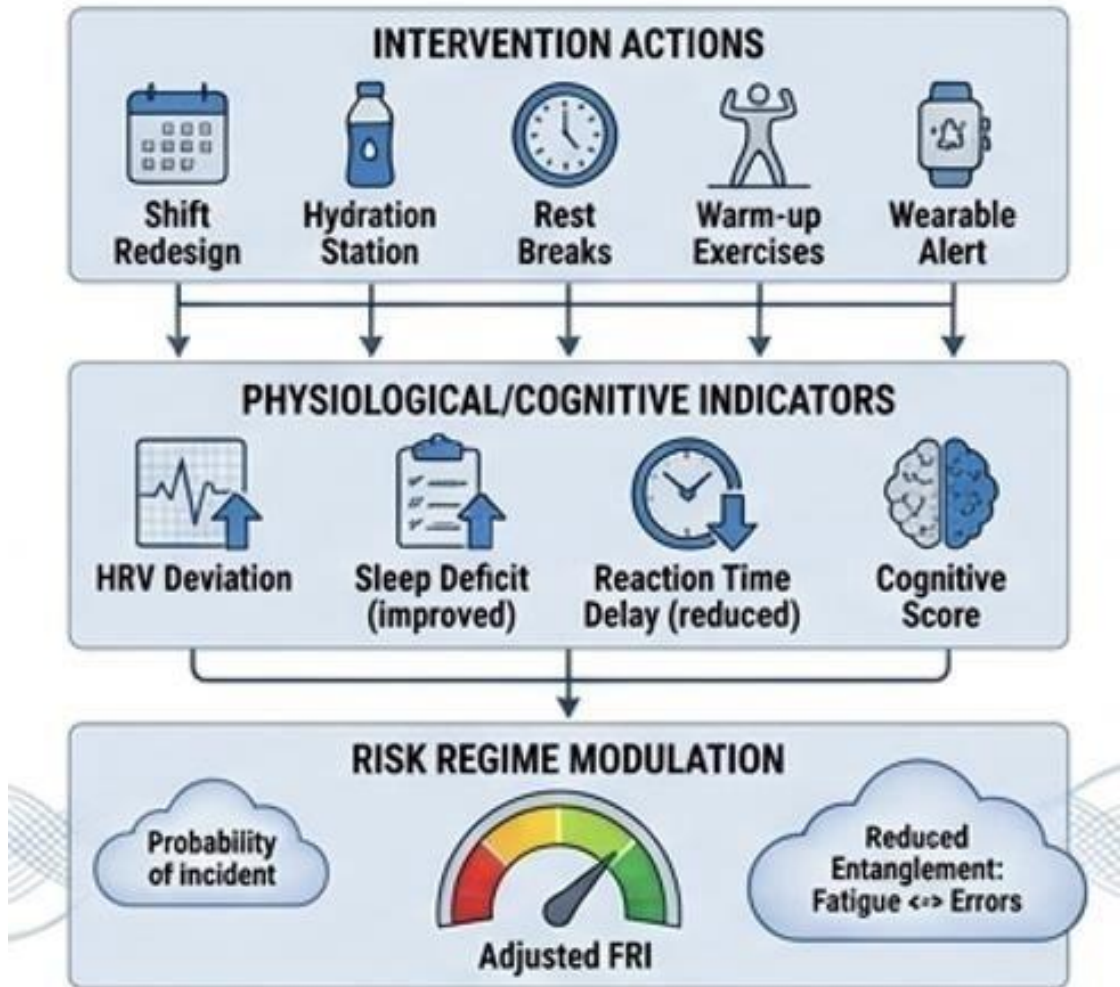 INTERVENTION ACTIONS
Shift
Redesign
Hydration
Station
Rest
Breaks
Warm-up
Exercises
Wearable
Alert
PHYSIOLOGICAL/COGNITIVE INDICATORS
HRV Deviation
Sleep Deficit
(improved)
Reaction Time
Delay (reduced)
Cognitive
Score
RISK REGIME MODULATION
Probability
of incident
Adjusted FRI
Reduced
Entanglement:
Fatigue <-> Errors